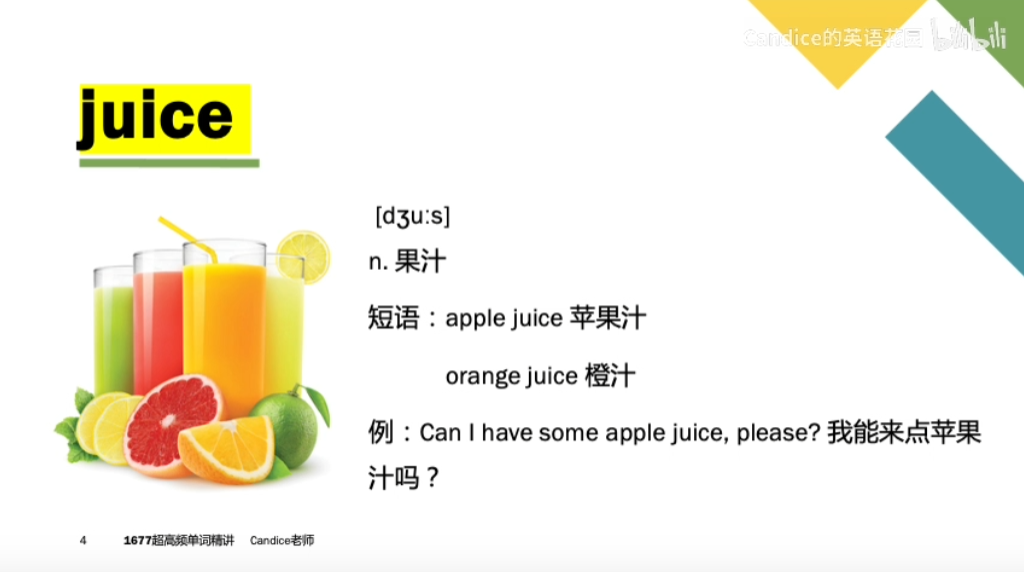 Candice的英语花园 bilibili
juice
[dʒuːs]
n. 果汁
短语：apple juice 苹果汁
orange juice 橙汁
例：Can I have some apple juice, please? 我能来点苹果
汁吗？
4 1677超高频单词精讲 Candice老师